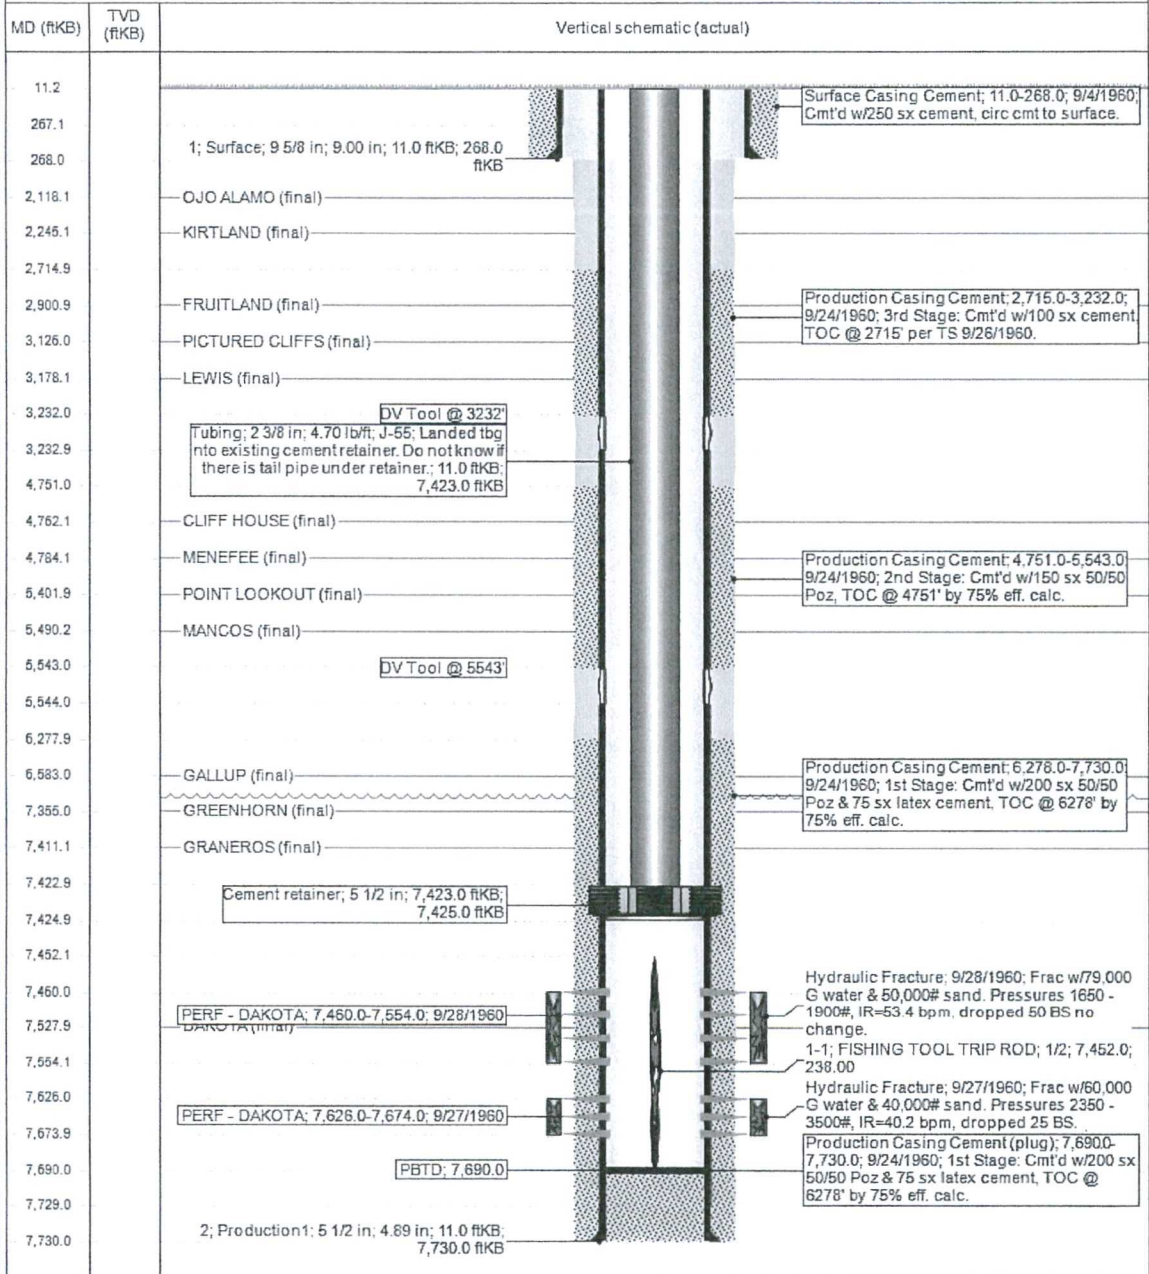 MD (ftKB)
TVD
(ftKB)
Vertical schematic (actual)
11.2
267.1
268.0
2,118.1
2,245.1
2,714.9
2,900.9
3,126.0
3,178.1
3,232.0
3,232.9
4,751.0
4,762.1
4,784.1
5,401.9
5,490.2
5,543.0
5,544.0
6,277.9
6,583.0
7,355.0
7,411.1
7,422.9
7,424.9
7,452.1
7,460.0
7,527.9
7,554.1
7,626.0
7,673.9
7,690.0
7,729.0
7,730.0
Surface Casing Cement; 11.0-268.0; 9/4/1960;
Cmt'd w/250 sx cement, circ cmt to surface.
1; Surface; 9 5/8 in; 9.00 in; 11.0 ftKB; 268.0
ftKB
OJO ALAMO (final)
KIRTLAND (final)
FRUITLAND (final)
Production Casing Cement; 2,715.0-3,232.0;
9/24/1960; 3rd Stage: Cmt'd w/100 sx cement,
TOC @ 2715' per TS 9/26/1960.
PICTURED CLIFFS (final)
LEWIS (final)
DV Tool @ 3232'
Tubing; 2 3/8 in; 4.70 lb/ft; J-55; Landed tbg
nto existing cement retainer. Do not know if
there is tail pipe under retainer.; 11.0 ftKB;
7,423.0 ftKB
CLIFF HOUSE (final)
MENEFEE (final)
Production Casing Cement; 4,751.0-5,543.0;
9/24/1960; 2nd Stage: Cmt'd w/150 sx 50/50
Poz, TOC @ 4751' by 75% eff. calc.
POINT LOOKOUT (final)
MANCOS (final)
DV Tool @ 5543'
GALLUP (final)
Production Casing Cement; 6,278.0-7,730.0;
9/24/1960; 1st Stage: Cmt'd w/200 sx 50/50
Poz & 75 sx latex cement, TOC @ 6278' by
75% eff. calc.
GREENHORN (final)
GRANEROS (final)
Cement retainer; 5 1/2 in; 7,423.0 ftKB;
7,425.0 ftKB
Hydraulic Fracture; 9/28/1960; Frac w/79,000
G water & 50,000# sand. Pressures 1650 -
1900#, IR=53.4 bpm, dropped 50 BS no
change.
PERF - DAKOTA; 7,460.0-7,554.0; 9/28/1960
DAKOTA (final)
1-1; FISHING TOOL TRIP ROD; 1/2; 7,452.0;
238.00
Hydraulic Fracture; 9/27/1960; Frac w/60,000
G water & 40,000# sand. Pressures 2350 -
3500#, IR=40.2 bpm, dropped 25 BS.
PERF - DAKOTA; 7,626.0-7,674.0; 9/27/1960
Production Casing Cement (plug); 7,690.0-
7,730.0; 9/24/1960; 1st Stage: Cmt'd w/200 sx
50/50 Poz & 75 sx latex cement, TOC @
6278' by 75% eff. calc.
PBTD; 7,690.0
2; Production1; 5 1/2 in; 4.89 in; 11.0 ftKB;
7,730.0 ftKB